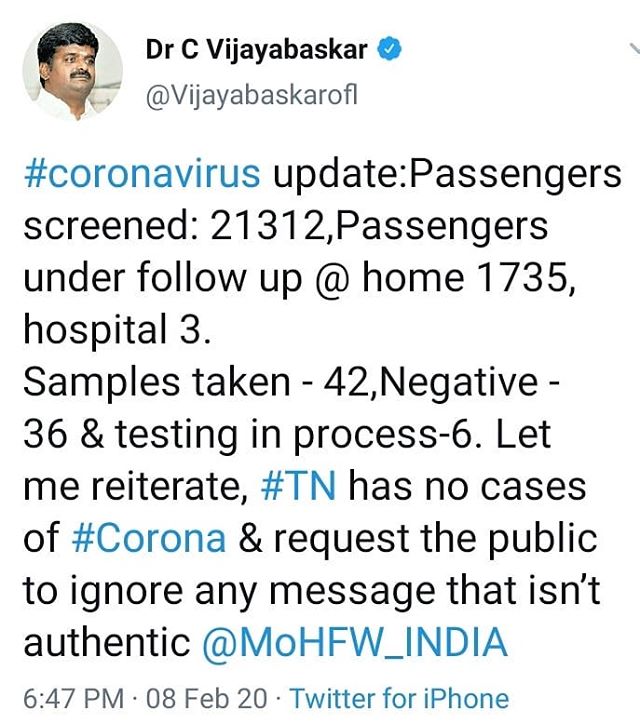 Dr C Vijayabaskar
@Vijayabaskarofl
#coronavirus update:Passengers
screened: 21312,Passengers
under follow up @ home 1735,
hospital 3.
Samples taken - 42,Negative -
36 & testing in process-6. Let
me reiterate, #TN has no cases
of #Corona & request the public
to ignore any message that isn't
authentic @MoHFW_INDIA
6:47 PM · 08 Feb 20 · Twitter for iPhone